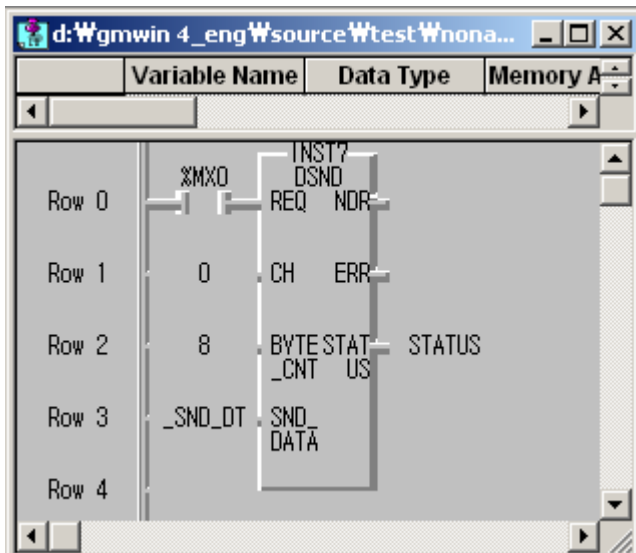 d:₩gmwin 4_eng₩source₩test₩nona...
Variable Name Data Type Memory A
INST7
%MX0 DSND
Row 0 REQ NDR
Row 1 0 CH ERR
Row 2 8 BYTE STAT STATUS
_CNT US
Row 3 _SND_DT SND_
DATA
Row 4